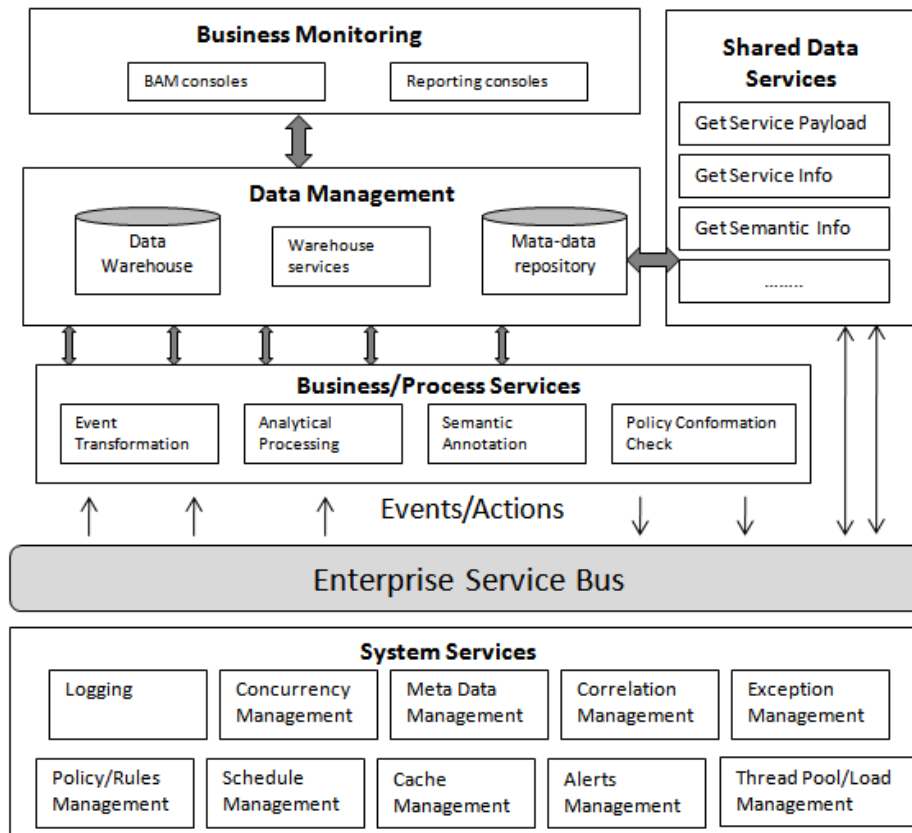 Business Monitoring
BAM consoles
Reporting consoles
Shared Data
Services
Get Service Payload
Get Service Info
Get Semantic Info
........
Data Management
Data
Warehouse
Warehouse
services
Mata-data
repository
Business/Process Services
Event
Transformation
Analytical
Processing
Semantic
Annotation
Policy Conformation
Check
Events/Actions
Enterprise Service Bus
System Services
Logging
Concurrency
Management
Meta Data
Management
Correlation
Management
Exception
Management
Policy/Rules
Management
Schedule
Management
Cache
Management
Alerts
Management
Thread Pool/Load
Management